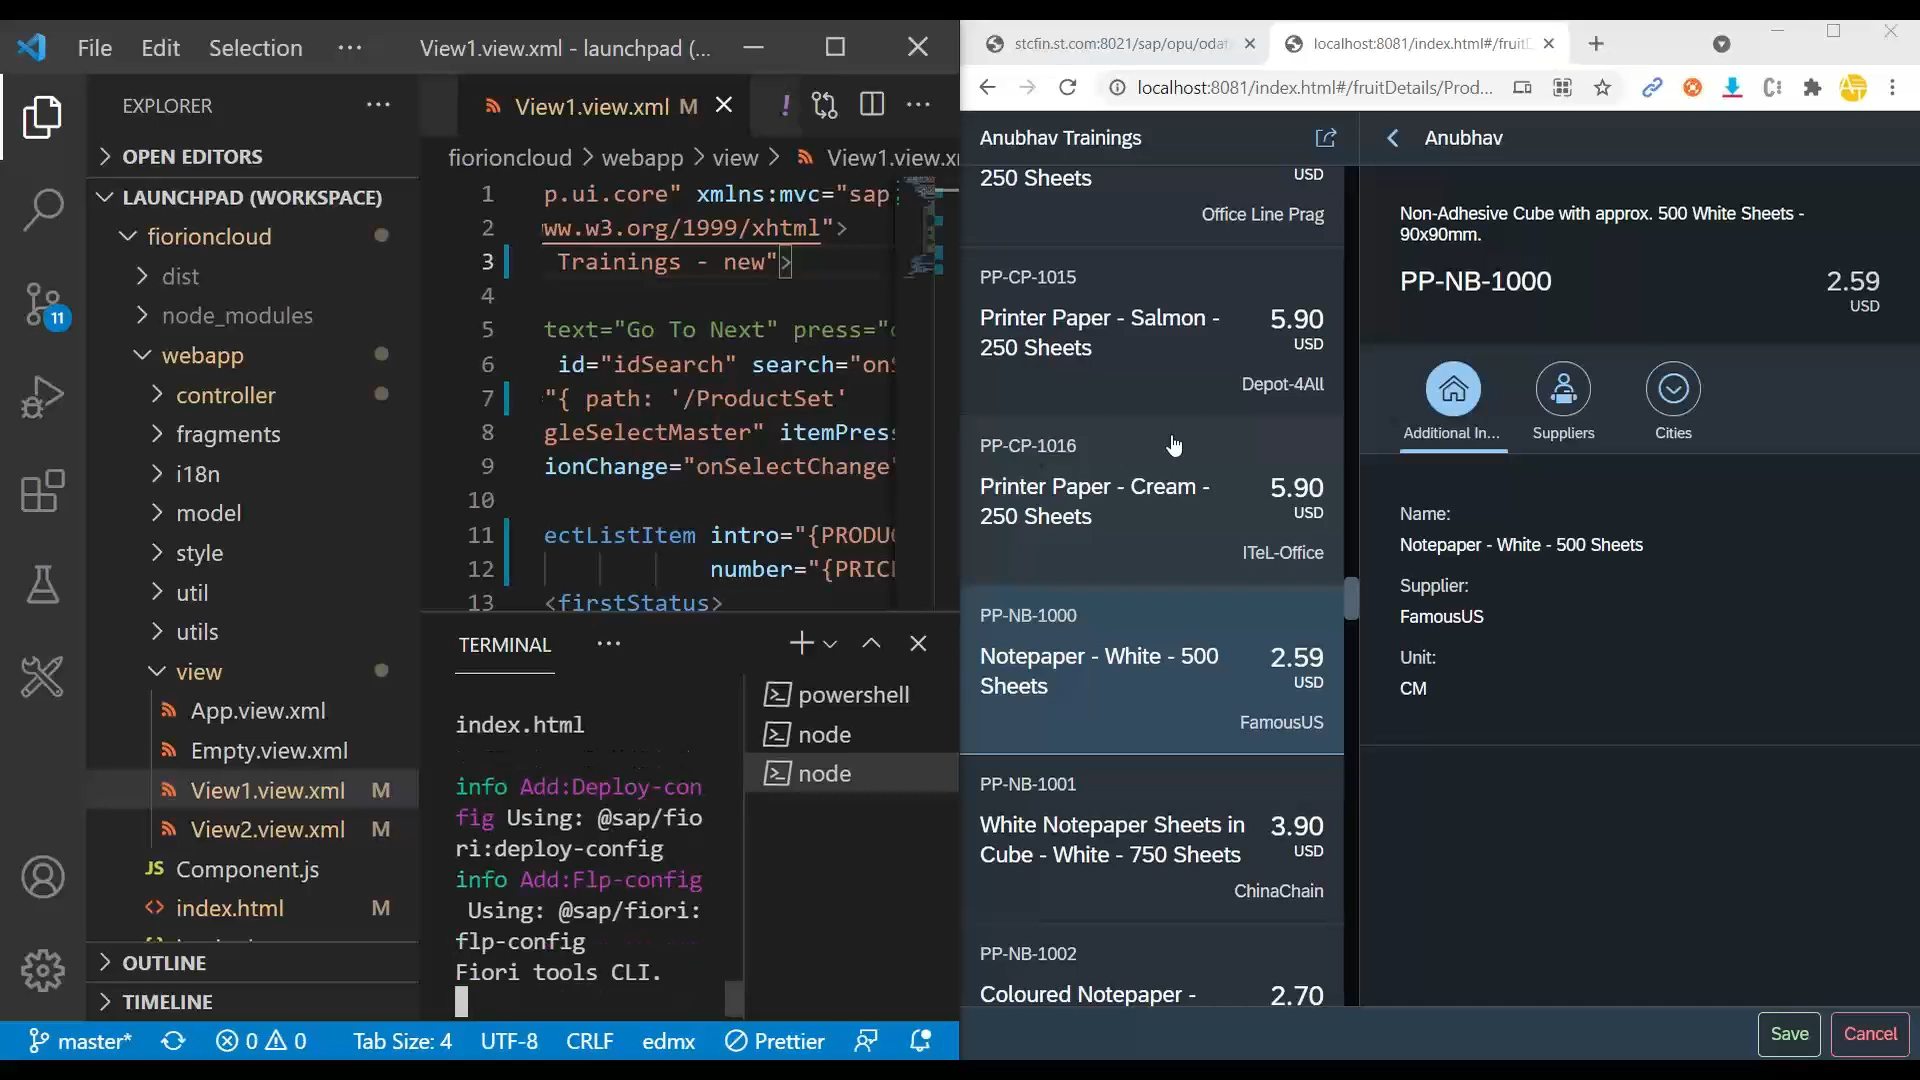 File Edit Selection ··· View1.view.xml - launchpad (...
EXPLORER ···
OPEN EDITORS
LAUNCHPAD (WORKSPACE)
fiorioncloud
dist
node_modules
webapp
controller
fragments
i18n
model
style
util
utils
view
App.view.xml
Empty.view.xml
View1.view.xml M
View2.view.xml M
JS Component.js
<> index.html M
OUTLINE
TIMELINE
11
View1.view.xml M
fiorioncloud > webapp > view > View1.view.x
1 p.ui.core" xmlns:mvc="sap
2 ww.w3.org/1999/xhtml">
3 Trainings - new">
4
5 text="Go To Next" press="
6 id="idSearch" search="on
7 "{ path: '/ProductSet'
8 gleSelectMaster" itemPres
9 ionChange="onSelectChange
10
11 ectListItem intro="{PRODU
12 number="{PRIC
13 <firstStatus>
TERMINAL ···
index.html
info Add:Deploy-con
fig Using: @sap/fio
ri:deploy-config
info Add:Flp-config
Using: @sap/fiori:
flp-config
Fiori tools CLI.
powershell
node
node
master* 0 0 Tab Size: 4 UTF-8 CRLF edmx Prettier
stcfin.st.com:8021/sap/opu/odat
localhost:8081/index.html#/fruitD
localhost:8081/index.html#/fruitDetails/Prod...
Anubhav Trainings
250 Sheets USD
Office Line Prag
PP-CP-1015
Printer Paper - Salmon - 5.90
250 Sheets USD
Depot-4All
PP-CP-1016
Printer Paper - Cream - 5.90
250 Sheets USD
ITeL-Office
PP-NB-1000
Notepaper - White - 500 2.59
Sheets USD
FamousUS
PP-NB-1001
White Notepaper Sheets in 3.90
Cube - White - 750 Sheets USD
ChinaChain
PP-NB-1002
Coloured Notepaper - 2.70
Anubhav
Non-Adhesive Cube with approx. 500 White Sheets -
90x90mm.
PP-NB-1000 2.59
USD
Additional In... Suppliers Cities
Name:
Notepaper - White - 500 Sheets
Supplier:
FamousUS
Unit:
CM
Save Cancel